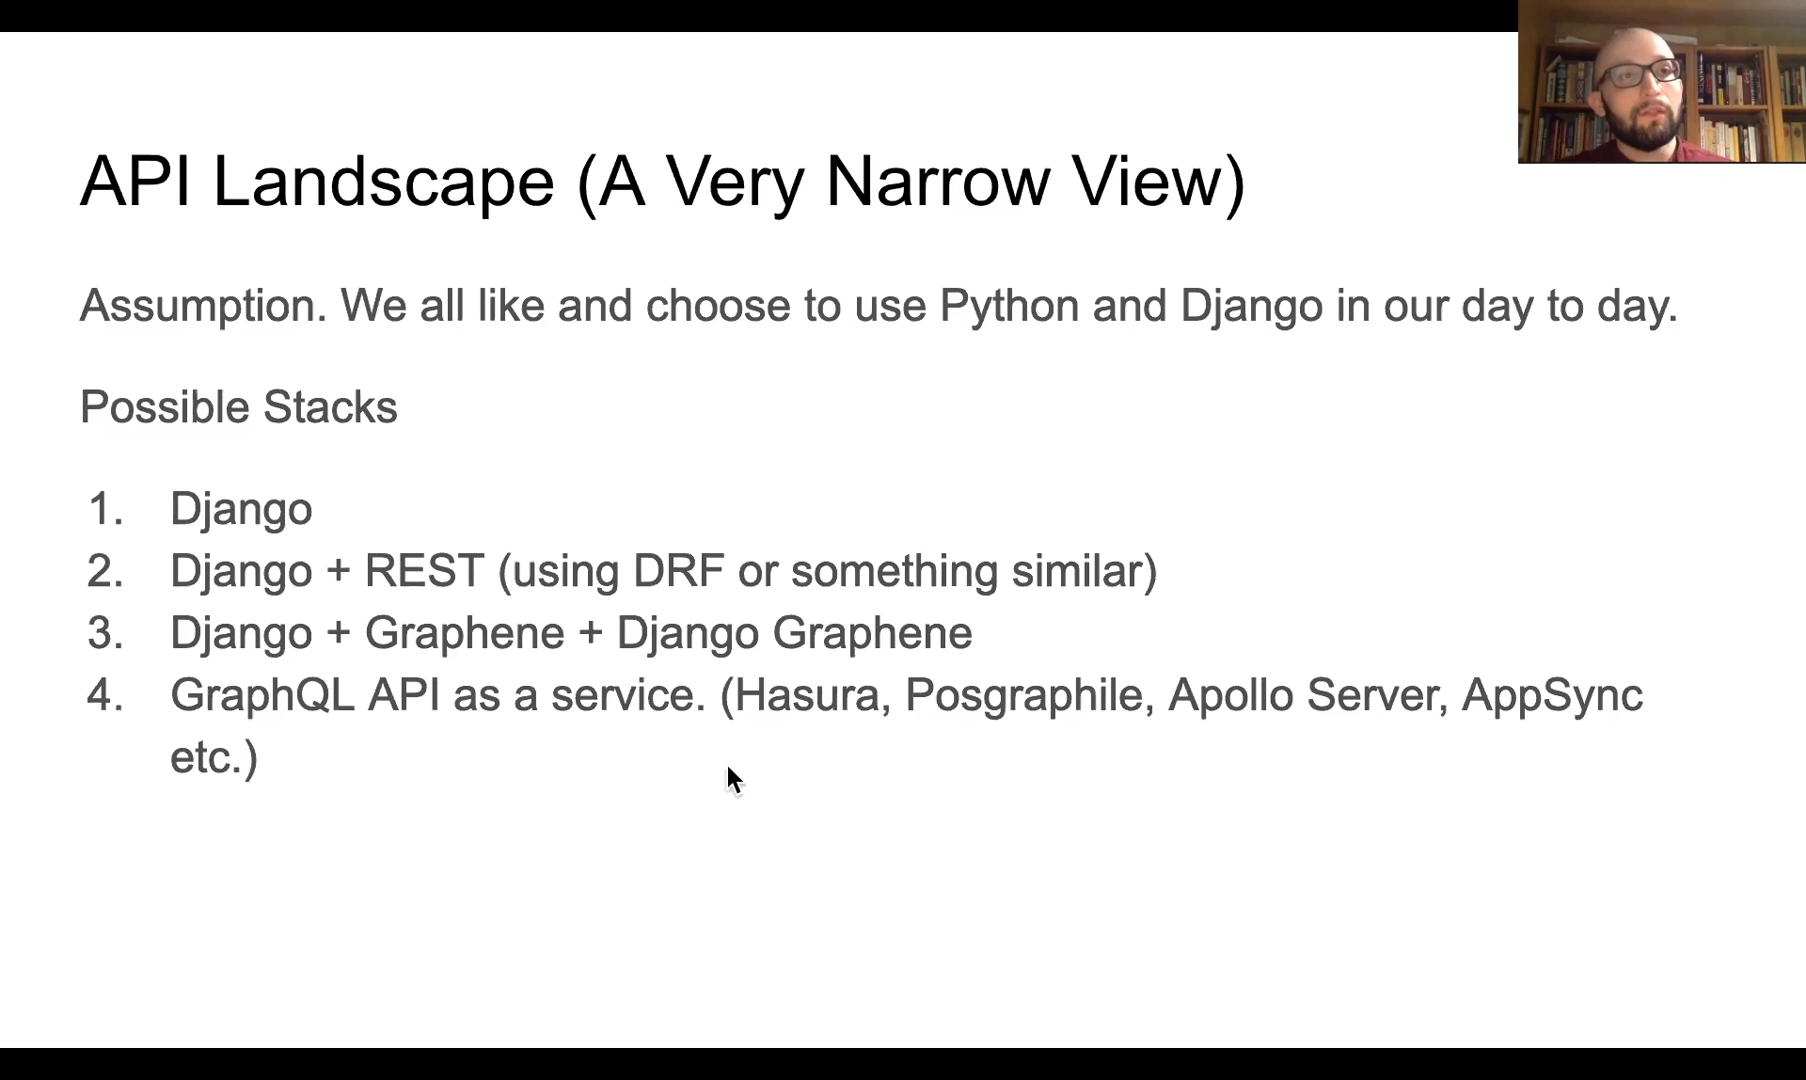 API Landscape (A Very Narrow View)
Assumption. We all like and choose to use Python and Django in our day to day.
Possible Stacks
1. Django
2. Django + REST (using DRF or something similar)
3. Django + Graphene + Django Graphene
4. GraphQL API as a service. (Hasura, Posgraphile, Apollo Server, AppSync
etc.)